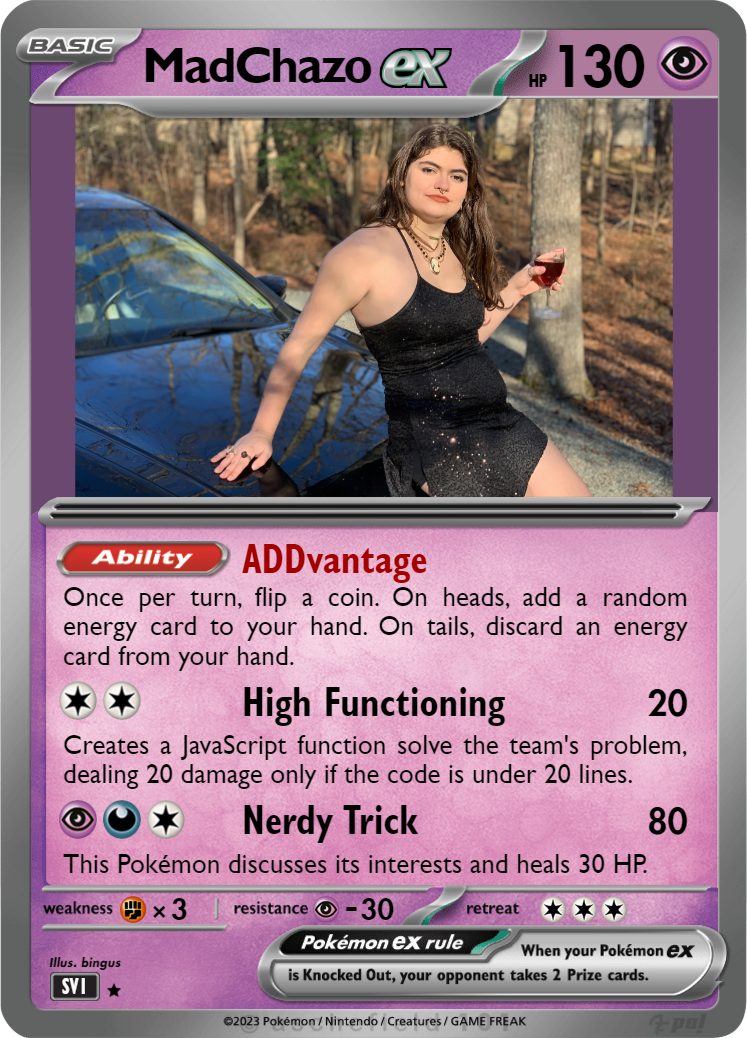 BASIC
MadChazo ex
HP 130
Ability ADDvantage
Once per turn, flip a coin. On heads, add a random
energy card to your hand. On tails, discard an energy
card from your hand.
High Functioning 20
Creates a JavaScript function solve the team's problem,
dealing 20 damage only if the code is under 20 lines.
Nerdy Trick 80
This Pokémon discusses its interests and heals 30 HP.
weakness × 3 resistance -30 retreat
Illus. bingus
Pokémon ex rule When your Pokémon ex
is Knocked Out, your opponent takes 2 Prize cards.
SVI
©2023 Pokémon / Nintendo / Creatures / GAME FREAK